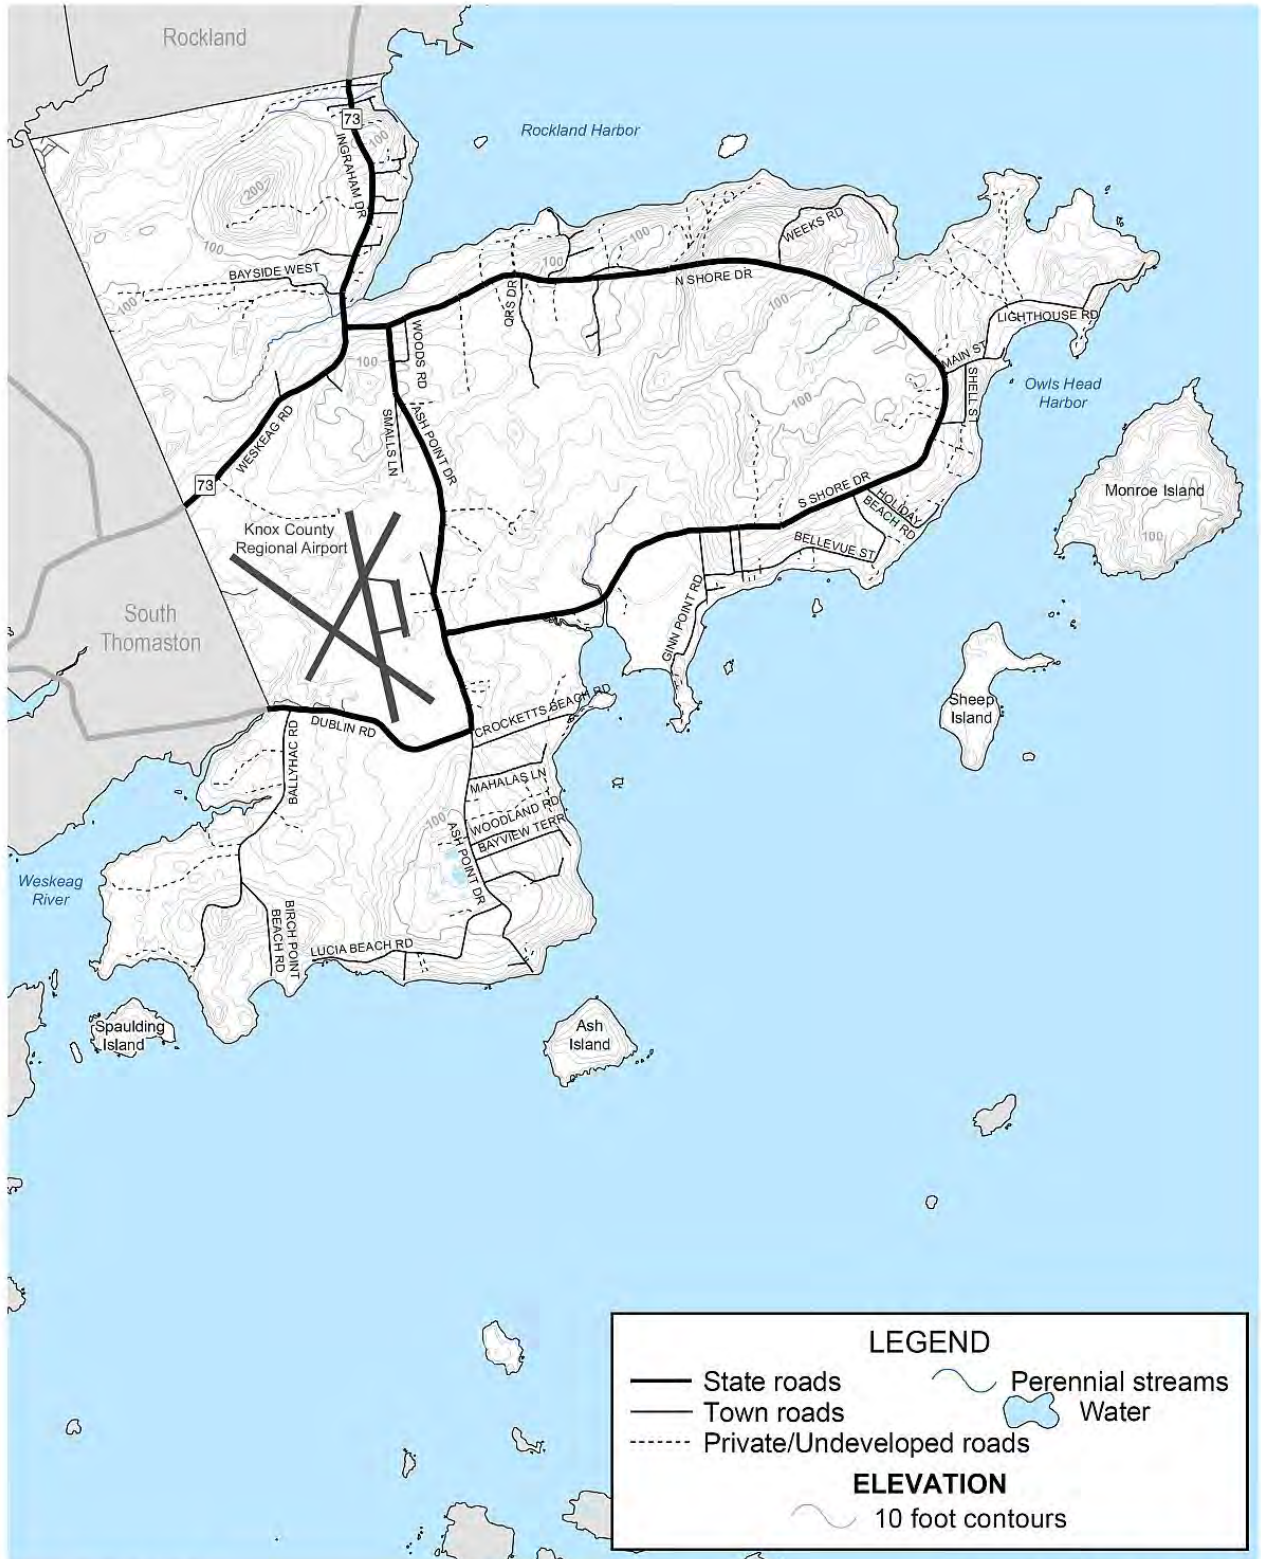 Rockland
73
INGRAHAM DR
100
Rockland Harbor
200
100
WEEKS RD
100
BAYSIDE WEST
100
100
N SHORE DR
100
QRS DR
LIGHTHOUSE RD
WOODS RD
100
MAIN ST
SHELL S
Owls Head
Harbor
100
ASH POINT DR
SMALLS LN
WESKEAG RD
73
S SHORE DR
HOLIDAY
BEACH RD
Monroe Island
100
Knox County
Regional Airport
BELLEVUE ST
GINN POINT RD
South
Thomaston
3
Sheep
Island
CROCKETTS BEACH RD
DUBLIN RD
BALLYHAC RD
MAHALAS LN
100
WOODLAND RD
BAYVIEW TERR
ASH POINT DR
Weskeag
River
BIRCH POINT
BEACH RD
LUCIA BEACH RD
Spaulding
Island
Ash
Island
LEGEND
State roads
Perennial streams
Town roads
Water
Private/Undeveloped roads
ELEVATION
10 foot contours